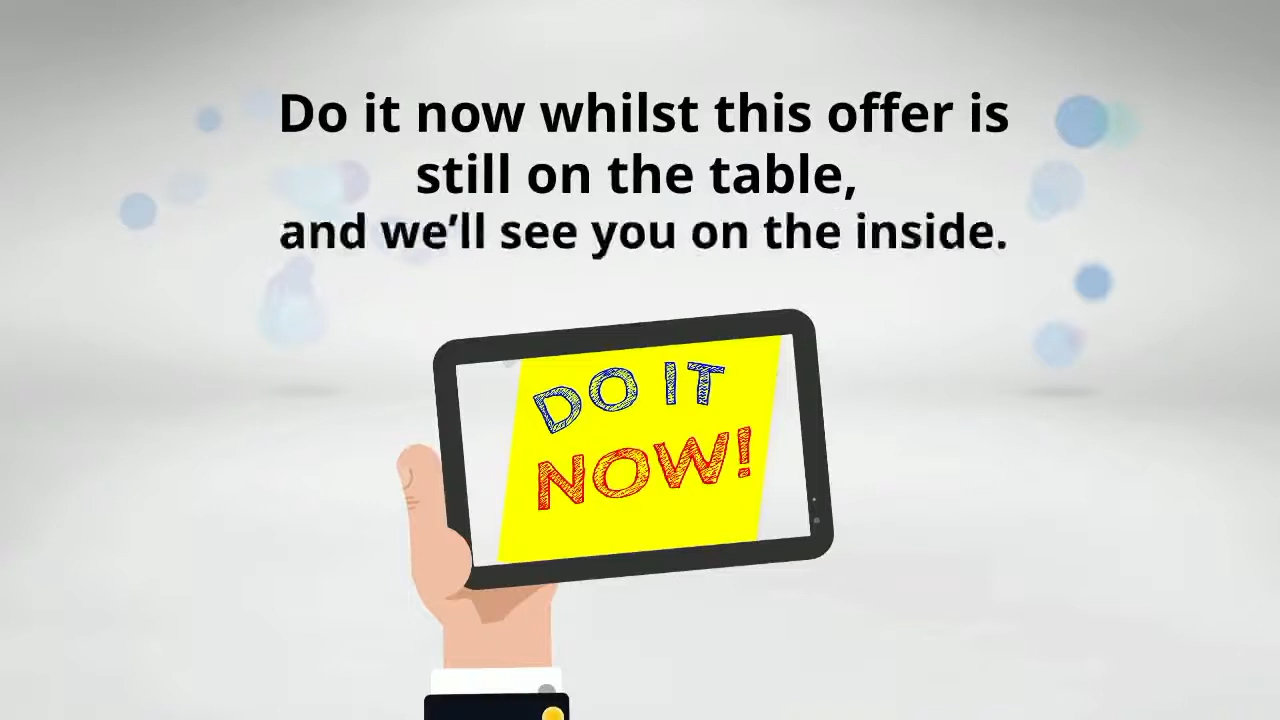 Do it now whilst this offer is
still on the table,
and we’ll see you on the inside.
DO IT
NOW!